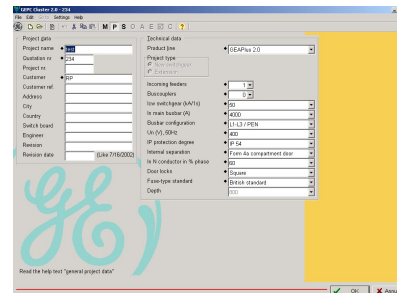 GEPC Cluster 2.0 - 234
File Edit Settings Help
M P S O A E C ?
Project data
Project name test
Quotation nr 234
Project nr.
Customer RP
Customer ref.
Address
City
Country
Switch board
Engineer
Revision
Revision date (Like 7/16/2002)
Technical data
Product line GEAPlus 2.0
Project type
New switchgear
Extension
Incoming feeders 1
Buscouplers 0
Icw switchgear (kA/1s) 50
In main busbar (A) 4000
Busbar configuration L1-L3 / PEN
Un (V), 50Hz 400
IP protection degree IP 54
Internal separation Form 4a compartment door
In N conductor in % phase 60
Door locks Square
Fuse-type standard British standard
Depth
Read the help text "general project data"
OK Annu